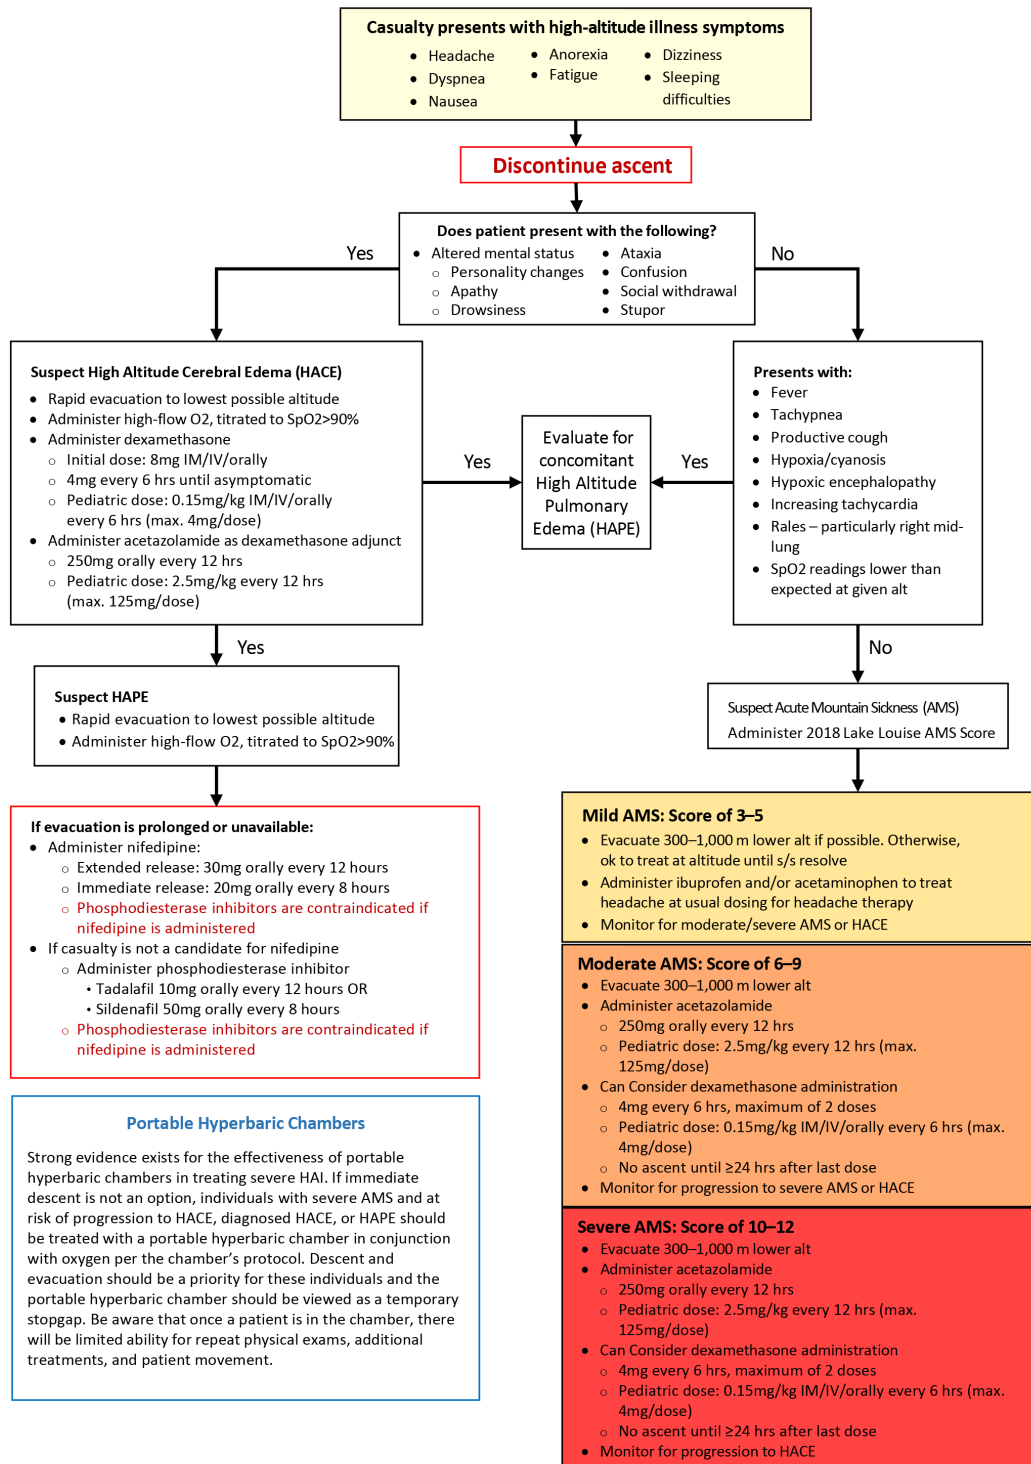 Casualty presents with high-altitude illness symptoms
• Headache
• Dyspnea
• Nausea
• Anorexia
• Fatigue
• Dizziness
• Sleeping
difficulties
Discontinue ascent
Does patient present with the following?
• Altered mental status
o Personality changes
o Apathy
o Drowsiness
• Ataxia
• Confusion
• Social withdrawal
• Stupor
Yes
No
Suspect High Altitude Cerebral Edema (HACE)
• Rapid evacuation to lowest possible altitude
• Administer high-flow O2, titrated to SpO2>90%
• Administer dexamethasone
o Initial dose: 8mg IM/IV/orally
o 4mg every 6 hrs until asymptomatic
o Pediatric dose: 0.15mg/kg IM/IV/orally
every 6 hrs (max. 4mg/dose)
• Administer acetazolamide as dexamethasone adjunct
o 250mg orally every 12 hrs
o Pediatric dose: 2.5mg/kg every 12 hrs
(max. 125mg/dose)
Yes
Evaluate for
concomitant
High Altitude
Pulmonary
Edema (HAPE)
Yes
Presents with:
• Fever
• Tachypnea
• Productive cough
• Hypoxia/cyanosis
• Hypoxic encephalopathy
• Increasing tachycardia
• Rales – particularly right mid-
lung
• SpO2 readings lower than
expected at given alt
Yes
No
Suspect HAPE
• Rapid evacuation to lowest possible altitude
• Administer high-flow O2, titrated to SpO2>90%
Suspect Acute Mountain Sickness (AMS)
Administer 2018 Lake Louise AMS Score
If evacuation is prolonged or unavailable:
• Administer nifedipine:
o Extended release: 30mg orally every 12 hours
o Immediate release: 20mg orally every 8 hours
o Phosphodiesterase inhibitors are contraindicated if
nifedipine is administered
• If casualty is not a candidate for nifedipine
o Administer phosphodiesterase inhibitor
• Tadalafil 10mg orally every 12 hours OR
• Sildenafil 50mg orally every 8 hours
o Phosphodiesterase inhibitors are contraindicated if
nifedipine is administered
Portable Hyperbaric Chambers
Strong evidence exists for the effectiveness of portable
hyperbaric chambers in treating severe HAI. If immediate
descent is not an option, individuals with severe AMS and at
risk of progression to HACE, diagnosed HACE, or HAPE should
be treated with a portable hyperbaric chamber in conjunction
with oxygen per the chamber's protocol. Descent and
evacuation should be a priority for these individuals and the
portable hyperbaric chamber should be viewed as a temporary
stopgap. Be aware that once a patient is in the chamber, there
will be limited ability for repeat physical exams, additional
treatments, and patient movement.
Mild AMS: Score of 3–5
• Evacuate 300–1,000 m lower alt if possible. Otherwise,
ok to treat at altitude until s/s resolve
• Administer ibuprofen and/or acetaminophen to treat
headache at usual dosing for headache therapy
• Monitor for moderate/severe AMS or HACE
Moderate AMS: Score of 6–9
• Evacuate 300–1,000 m lower alt
• Administer acetazolamide
o 250mg orally every 12 hrs
o Pediatric dose: 2.5mg/kg every 12 hrs (max.
125mg/dose)
• Can Consider dexamethasone administration
o 4mg every 6 hrs, maximum of 2 doses
o Pediatric dose: 0.15mg/kg IM/IV/orally every 6 hrs (max.
4mg/dose)
o No ascent until ≥24 hrs after last dose
• Monitor for progression to severe AMS or HACE
Severe AMS: Score of 10–12
• Evacuate 300–1,000 m lower alt
• Administer acetazolamide
o 250mg orally every 12 hrs
o Pediatric dose: 2.5mg/kg every 12 hrs (max.
125mg/dose)
• Can Consider dexamethasone administration
o 4mg every 6 hrs, maximum of 2 doses
o Pediatric dose: 0.15mg/kg IM/IV/orally every 6 hrs (max.
4mg/dose)
o No ascent until ≥24 hrs after last dose
• Monitor for progression to HACE